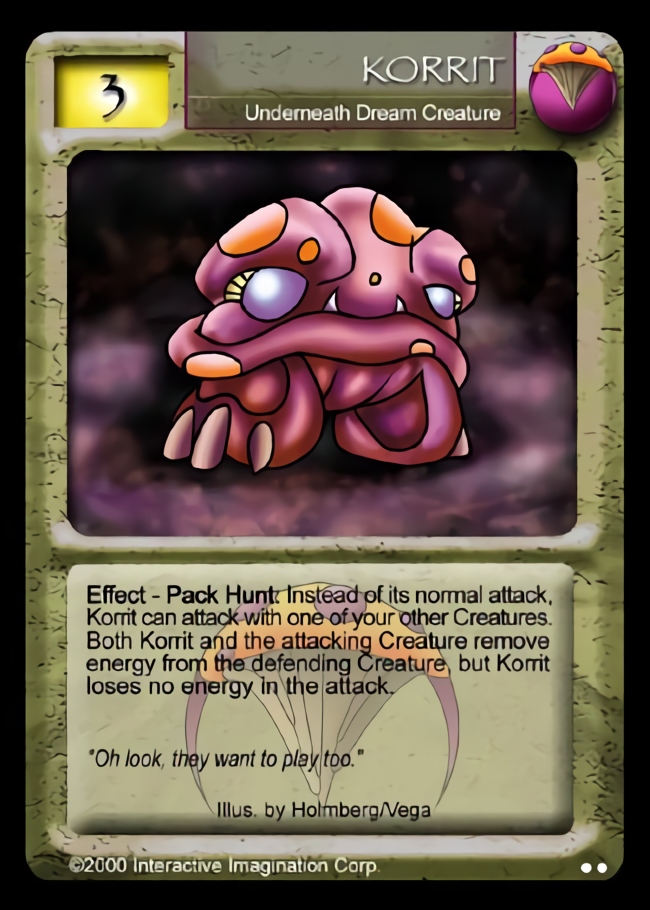 3
KORRIT
Underneath Dream Creature
Effect - Pack Hunt: Instead of its normal attack,
Korrit can attack with one of your other Creatures.
Both Korrit and the attacking Creature remove
energy from the defending Creature, but Korrit
loses no energy in the attack.
"Oh look, they want to play too."
Illus. by Holmberg/Vega
©2000 Interactive Imagination Corp.